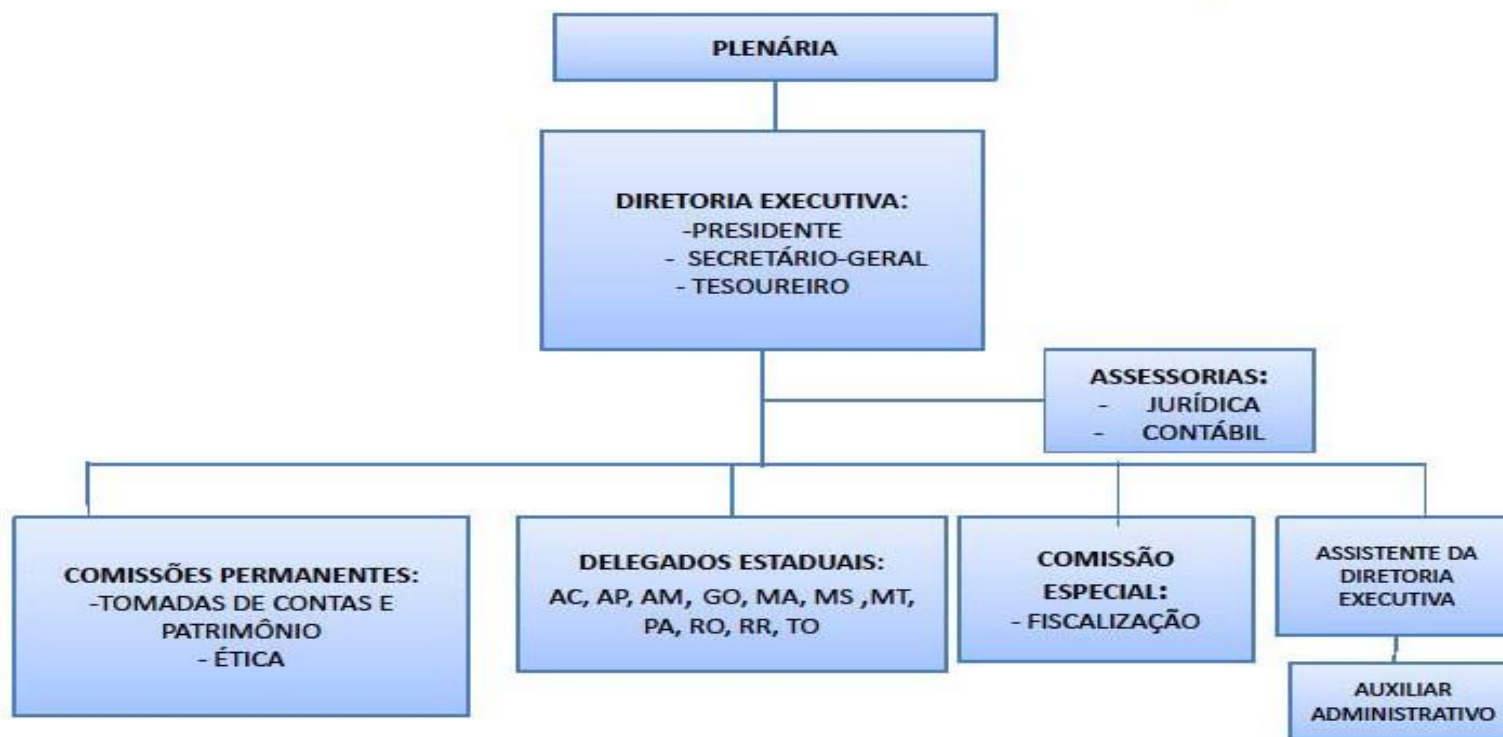 PLENÁRIA
DIRETORIA EXECUTIVA:
-PRESIDENTE
- SECRETÁRIO-GERAL
- TESOUREIRO
ASSESSORIAS:
- JURÍDICA
- CONTÁBIL
COMISSÕES PERMANENTES:
-TOMADAS DE CONTAS E
PATRIMÔNIO
- ÉTICA
DELEGADOS ESTADUAIS:
AC, AP, AM, GO, MA, MS ,MT,
PA, RO, RR, TO
COMISSÃO
ESPECIAL:
- FISCALIZAÇÃO
ASSISTENTE DA
DIRETORIA
EXECUTIVA
AUXILIAR
ADMINISTRATIVO